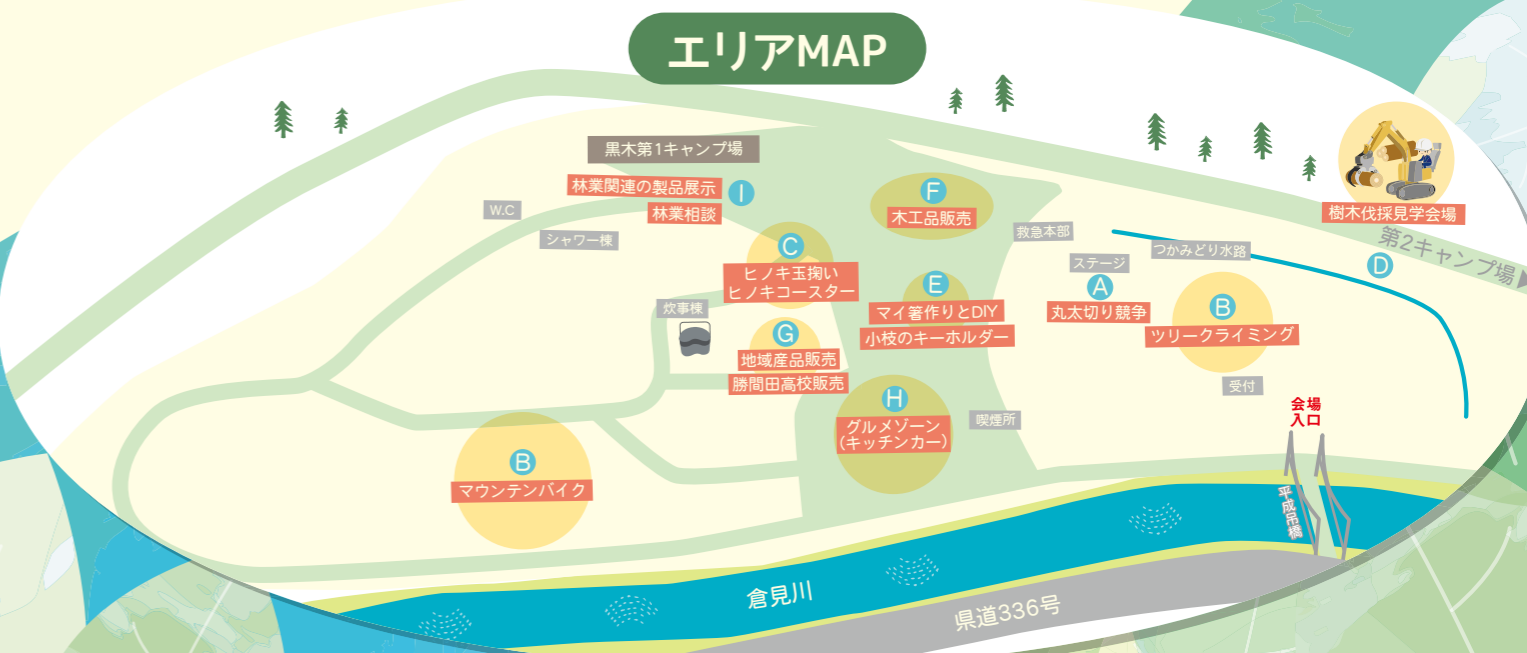 エリアMAP
黒木第1キャンプ場
林業関連の製品展示
I
林業相談
W.C
シャワー棟
C
ヒノキ玉掬い
ヒノキコースター
炊事棟
G
地域産品販売
勝間田高校販売
F
木工品販売
E
マイ箸作りとDIY
小枝のキーホルダー
H
グルメゾーン
(キッチンカー)
喫煙所
救急本部
ステージ
A
丸太切り競争
つかみどり水路
B
ツリークライミング
受付
樹木伐採見学会場
D
第2キャンプ場▶
会場
入口
平成吊橋
B
マウンテンバイク
倉見川
県道336号